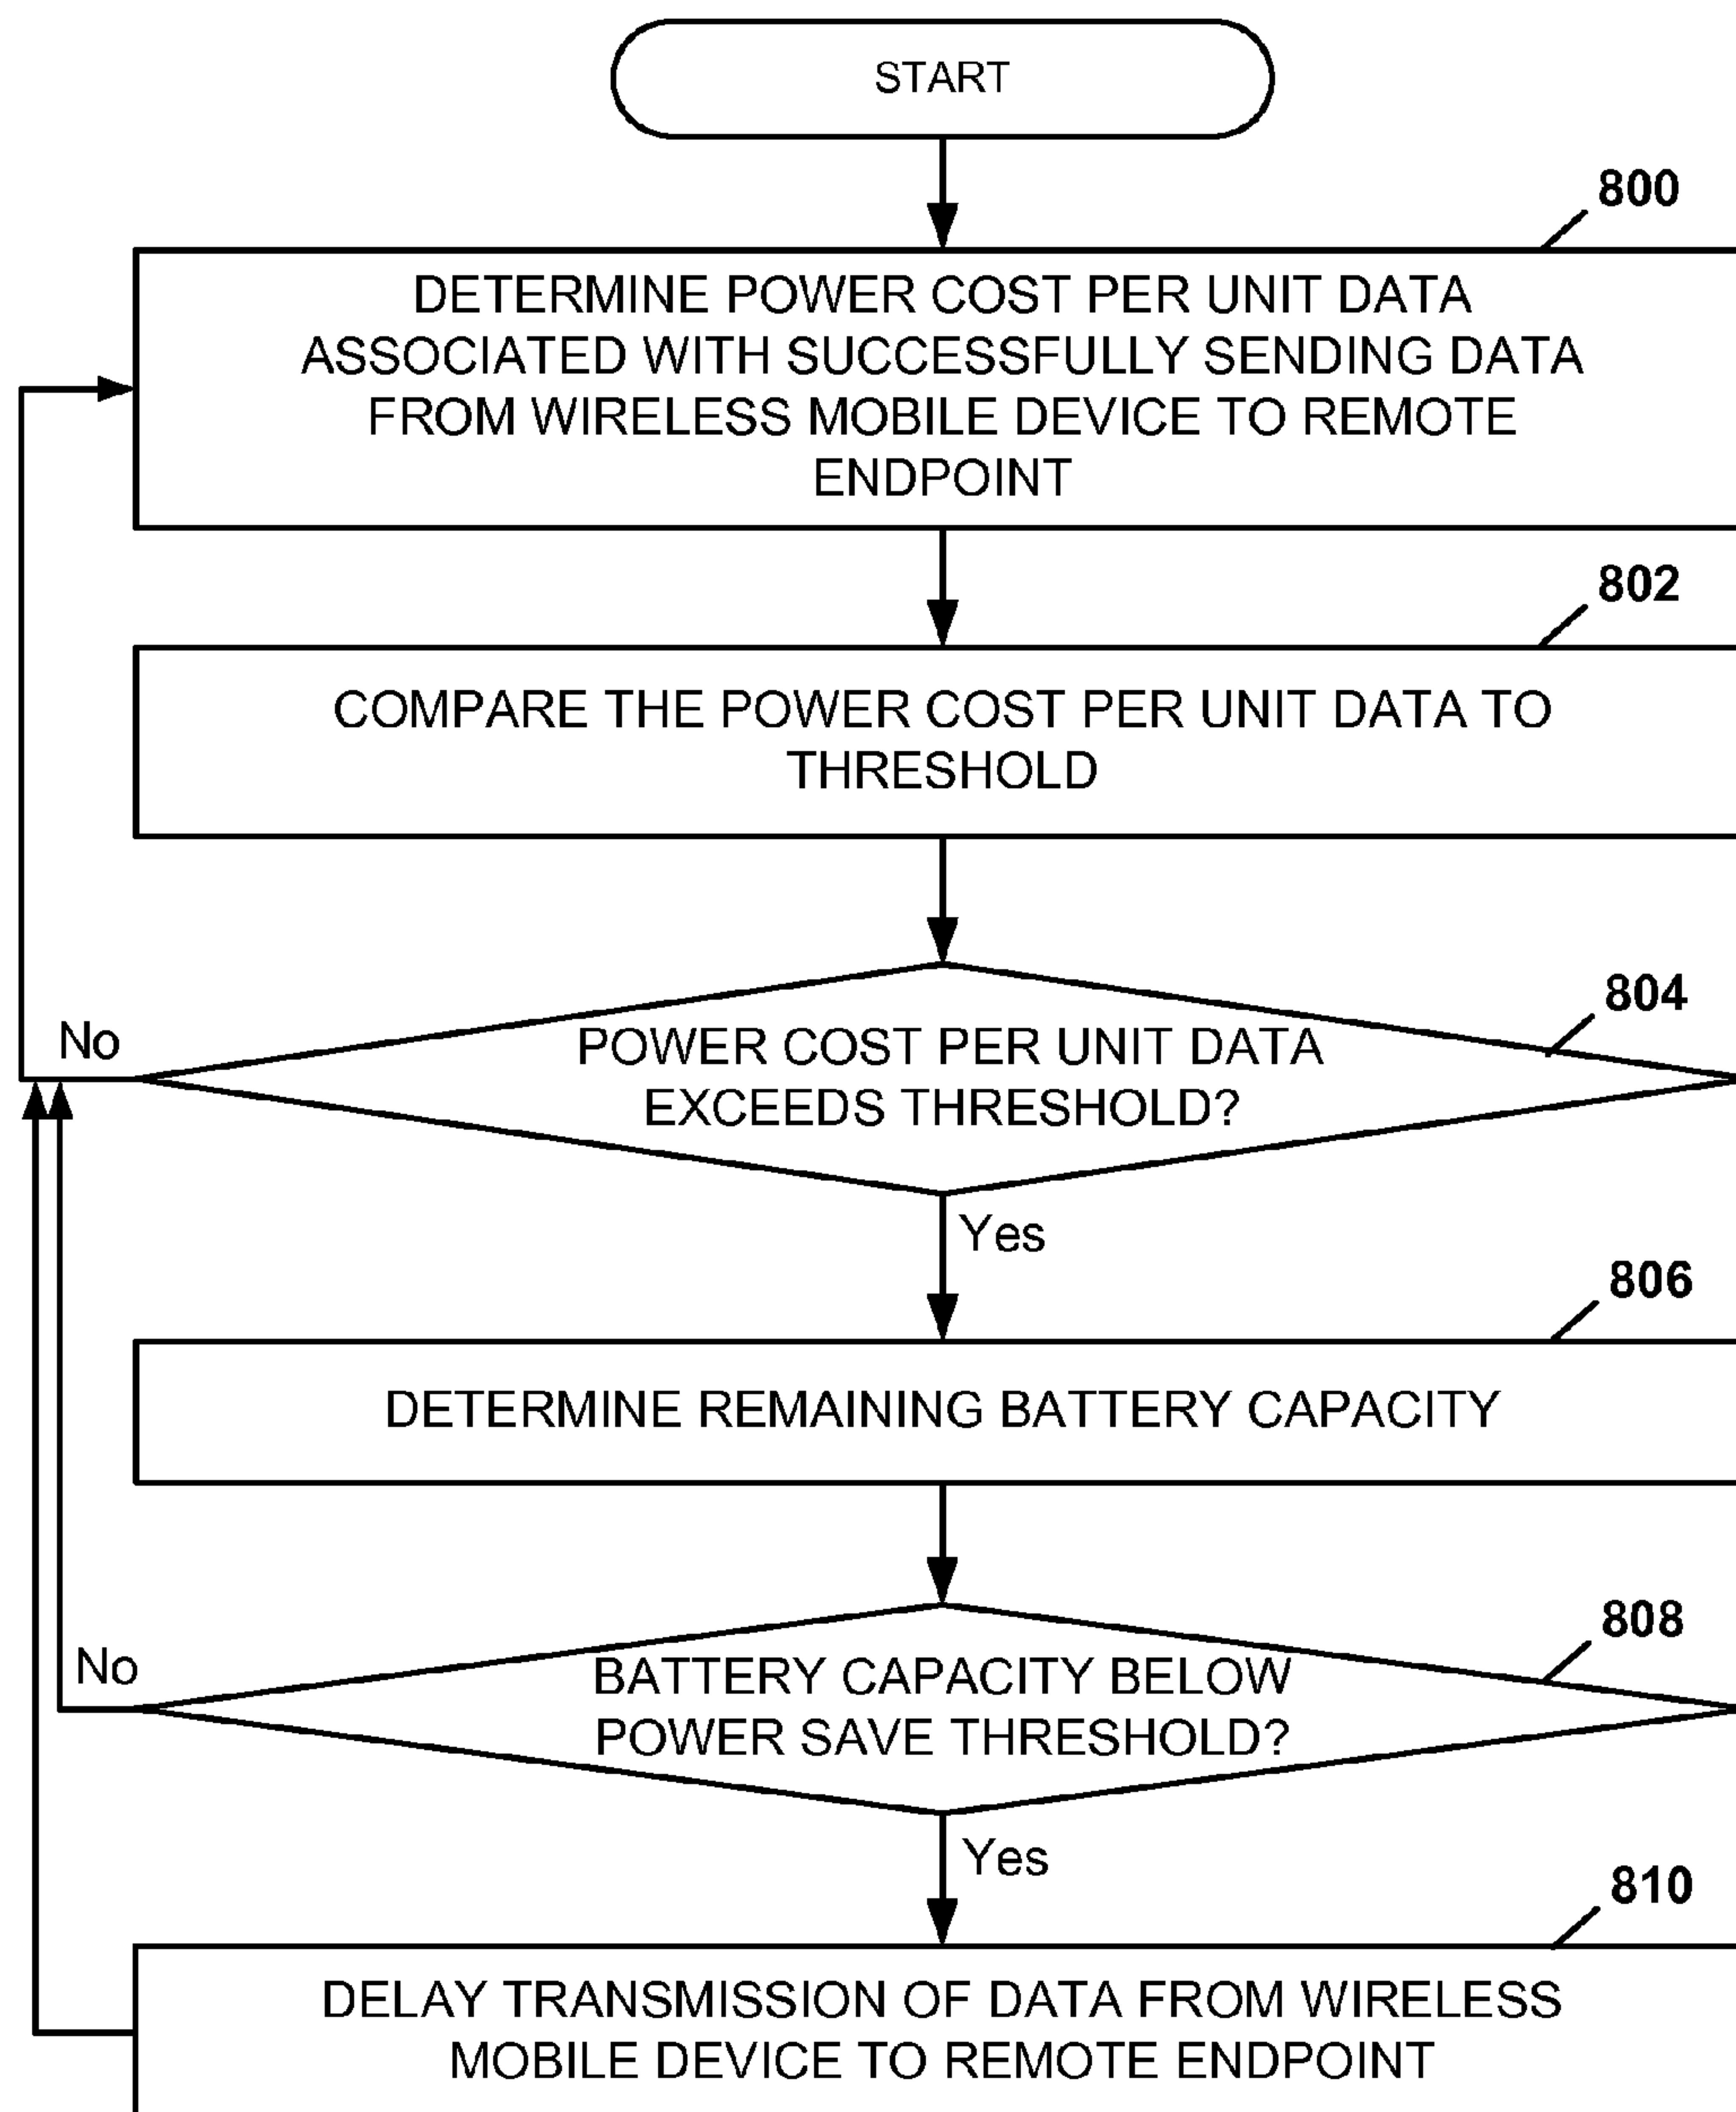 START
800
DETERMINE POWER COST PER UNIT DATA
ASSOCIATED WITH SUCCESSFULLY SENDING DATA
FROM WIRELESS MOBILE DEVICE TO REMOTE
ENDPOINT
802
COMPARE THE POWER COST PER UNIT DATA TO
THRESHOLD
804
No
POWER COST PER UNIT DATA
EXCEEDS THRESHOLD?
Yes
806
DETERMINE REMAINING BATTERY CAPACITY
808
No
BATTERY CAPACITY BELOW
POWER SAVE THRESHOLD?
Yes
810
DELAY TRANSMISSION OF DATA FROM WIRELESS
MOBILE DEVICE TO REMOTE ENDPOINT